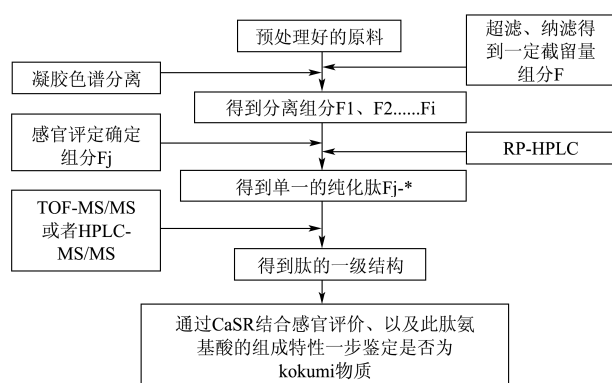 预处理好的原料
超滤、纳滤得
到一定截留量
组分F
凝胶色谱分离
得到分离组分F1、F2......Fi
感官评定确定
组分Fj
RP-HPLC
得到单一的纯化肽Fj-*
TOF-MS/MS
或者HPLC-
MS/MS
得到肽的一级结构
通过CaSR结合感官评价、以及此肽氨
基酸的组成特性一步鉴定是否为
kokumi物质